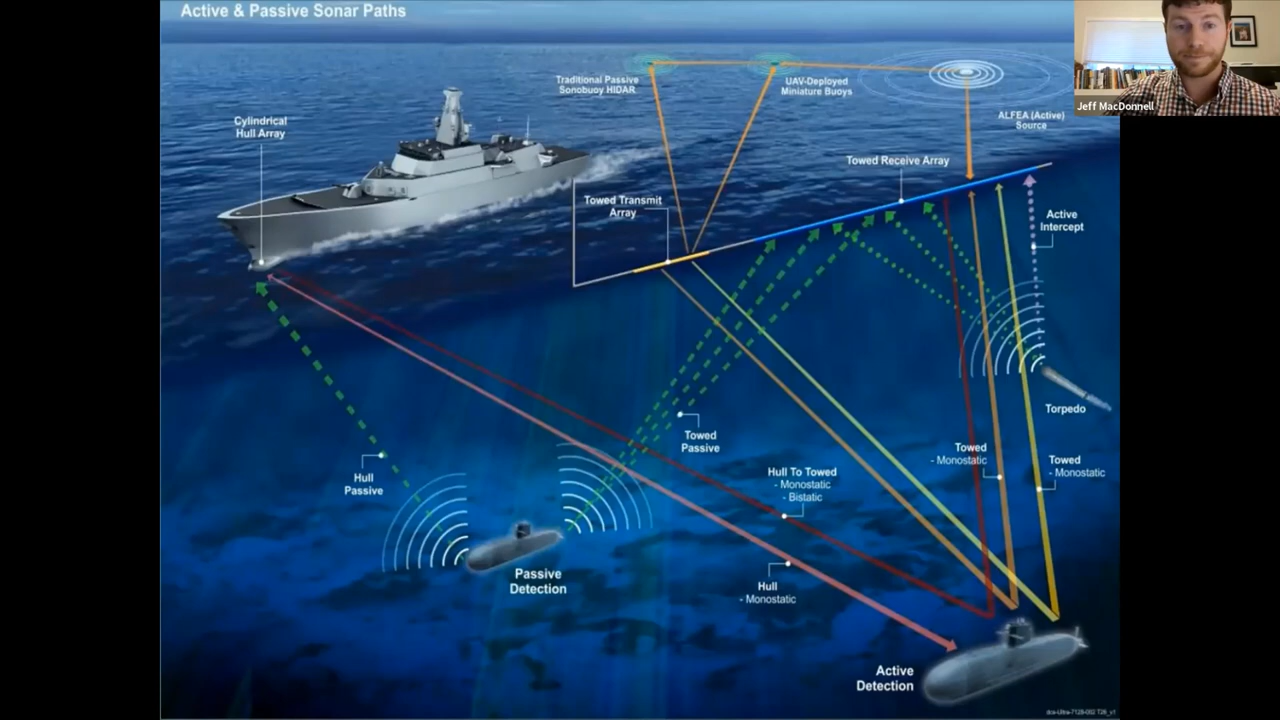 Active & Passive Sonar Paths
Jeff MacDonnell
Traditional Passive
Sonobuoy HIDAR
UAV-Deployed
Miniature Buoys
ALFEA (Active)
Source
Cylindrical
Hull Array
Towed Receive Array
Towed Transmit
Array
Active
Intercept
Torpedo
Towed
Passive
Hull
Passive
Hull To Towed
- Monostatic
- Bistatic
Towed
- Monostatic
Towed
- Monostatic
Passive
Detection
Hull
- Monostatic
Active
Detection